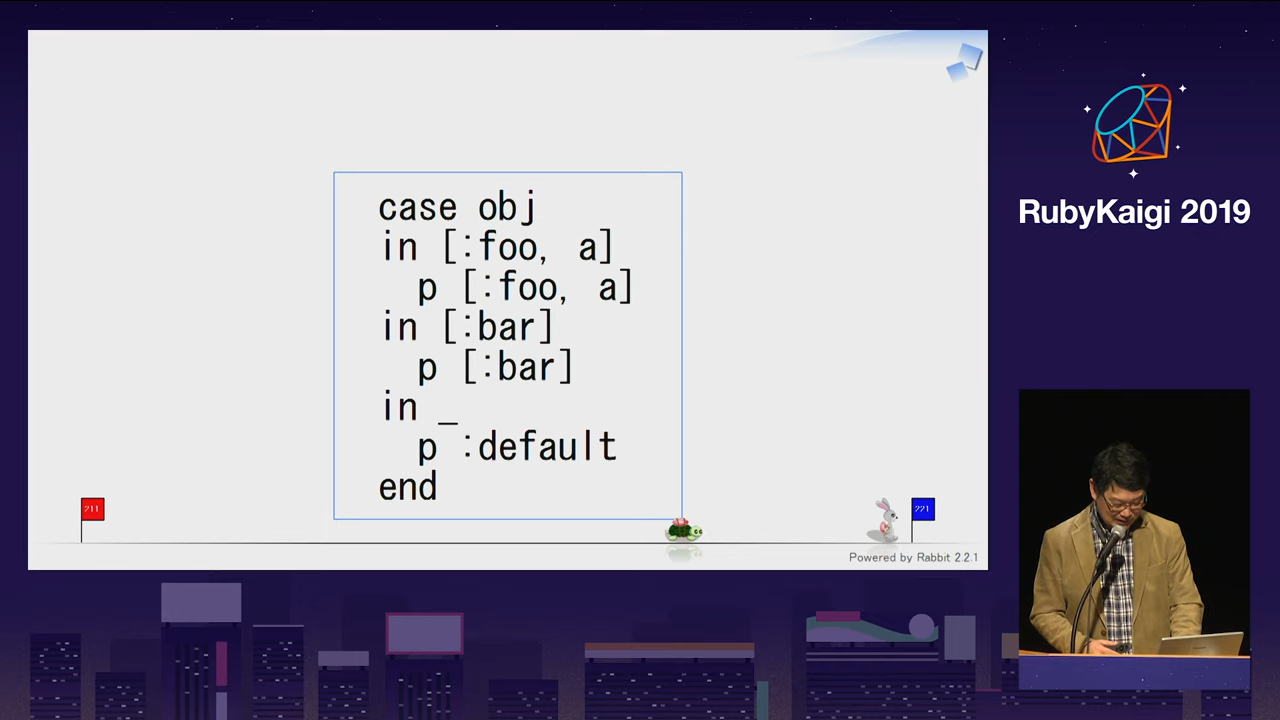 case obj
in [:foo, a]
  p [:foo, a]
in [:bar]
  p [:bar]
in _
  p :default
end
211
221
Powered by Rabbit 2.2.1
RubyKaigi 2019